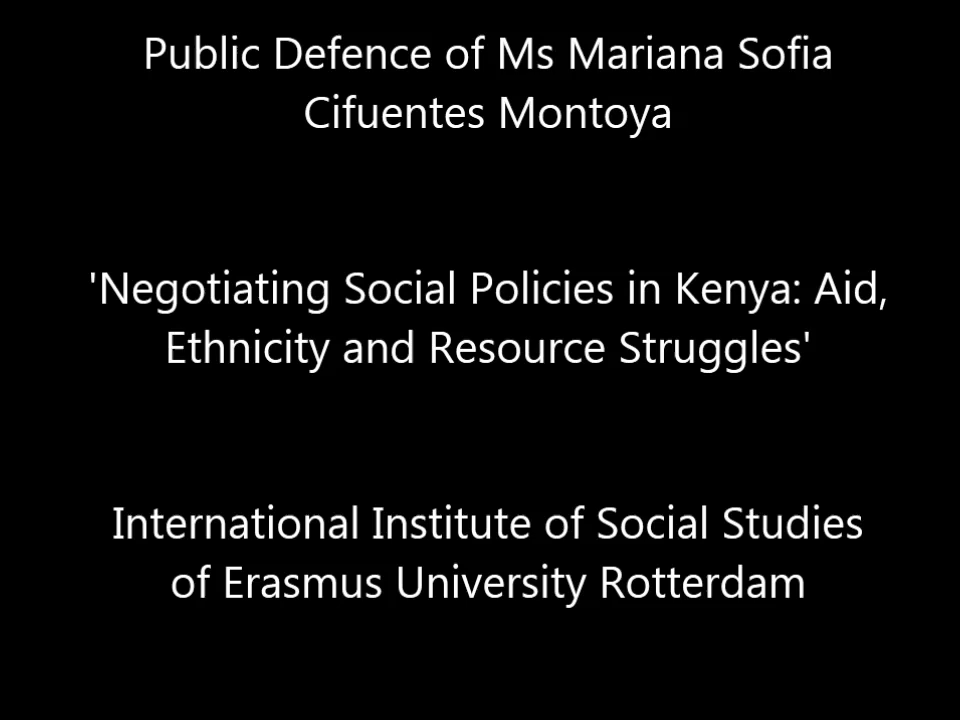 Public Defence of Ms Mariana Sofia
Cifuentes Montoya
'Negotiating Social Policies in Kenya: Aid,
Ethnicity and Resource Struggles'
International Institute of Social Studies
of Erasmus University Rotterdam